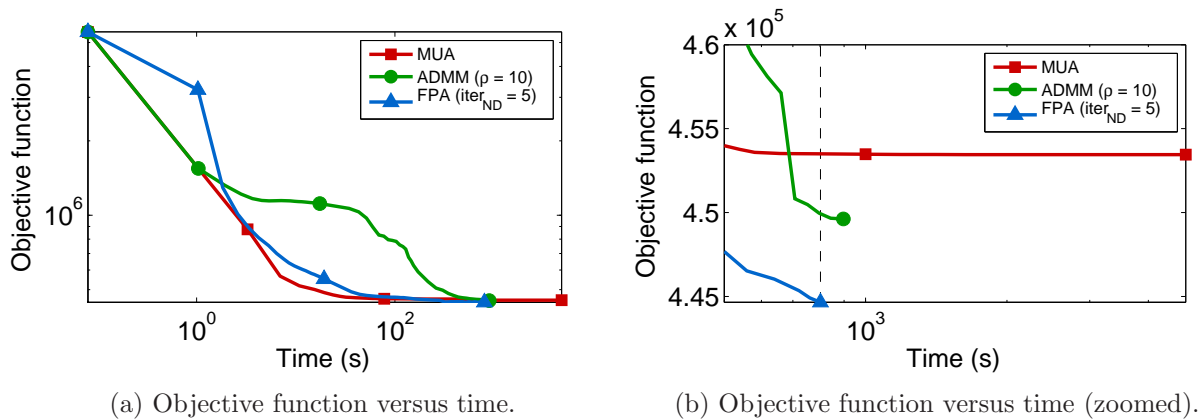 MUA
ADMM (ρ = 10)
FPA (iter_ND = 5)
Objective function
10^6
10^0
10^2
Time (s)
(a) Objective function versus time.
4.6 x 10^5
MUA
ADMM (ρ = 10)
FPA (iter_ND = 5)
Objective function
4.55
4.5
4.45
10^3
Time (s)
(b) Objective function versus time (zoomed).